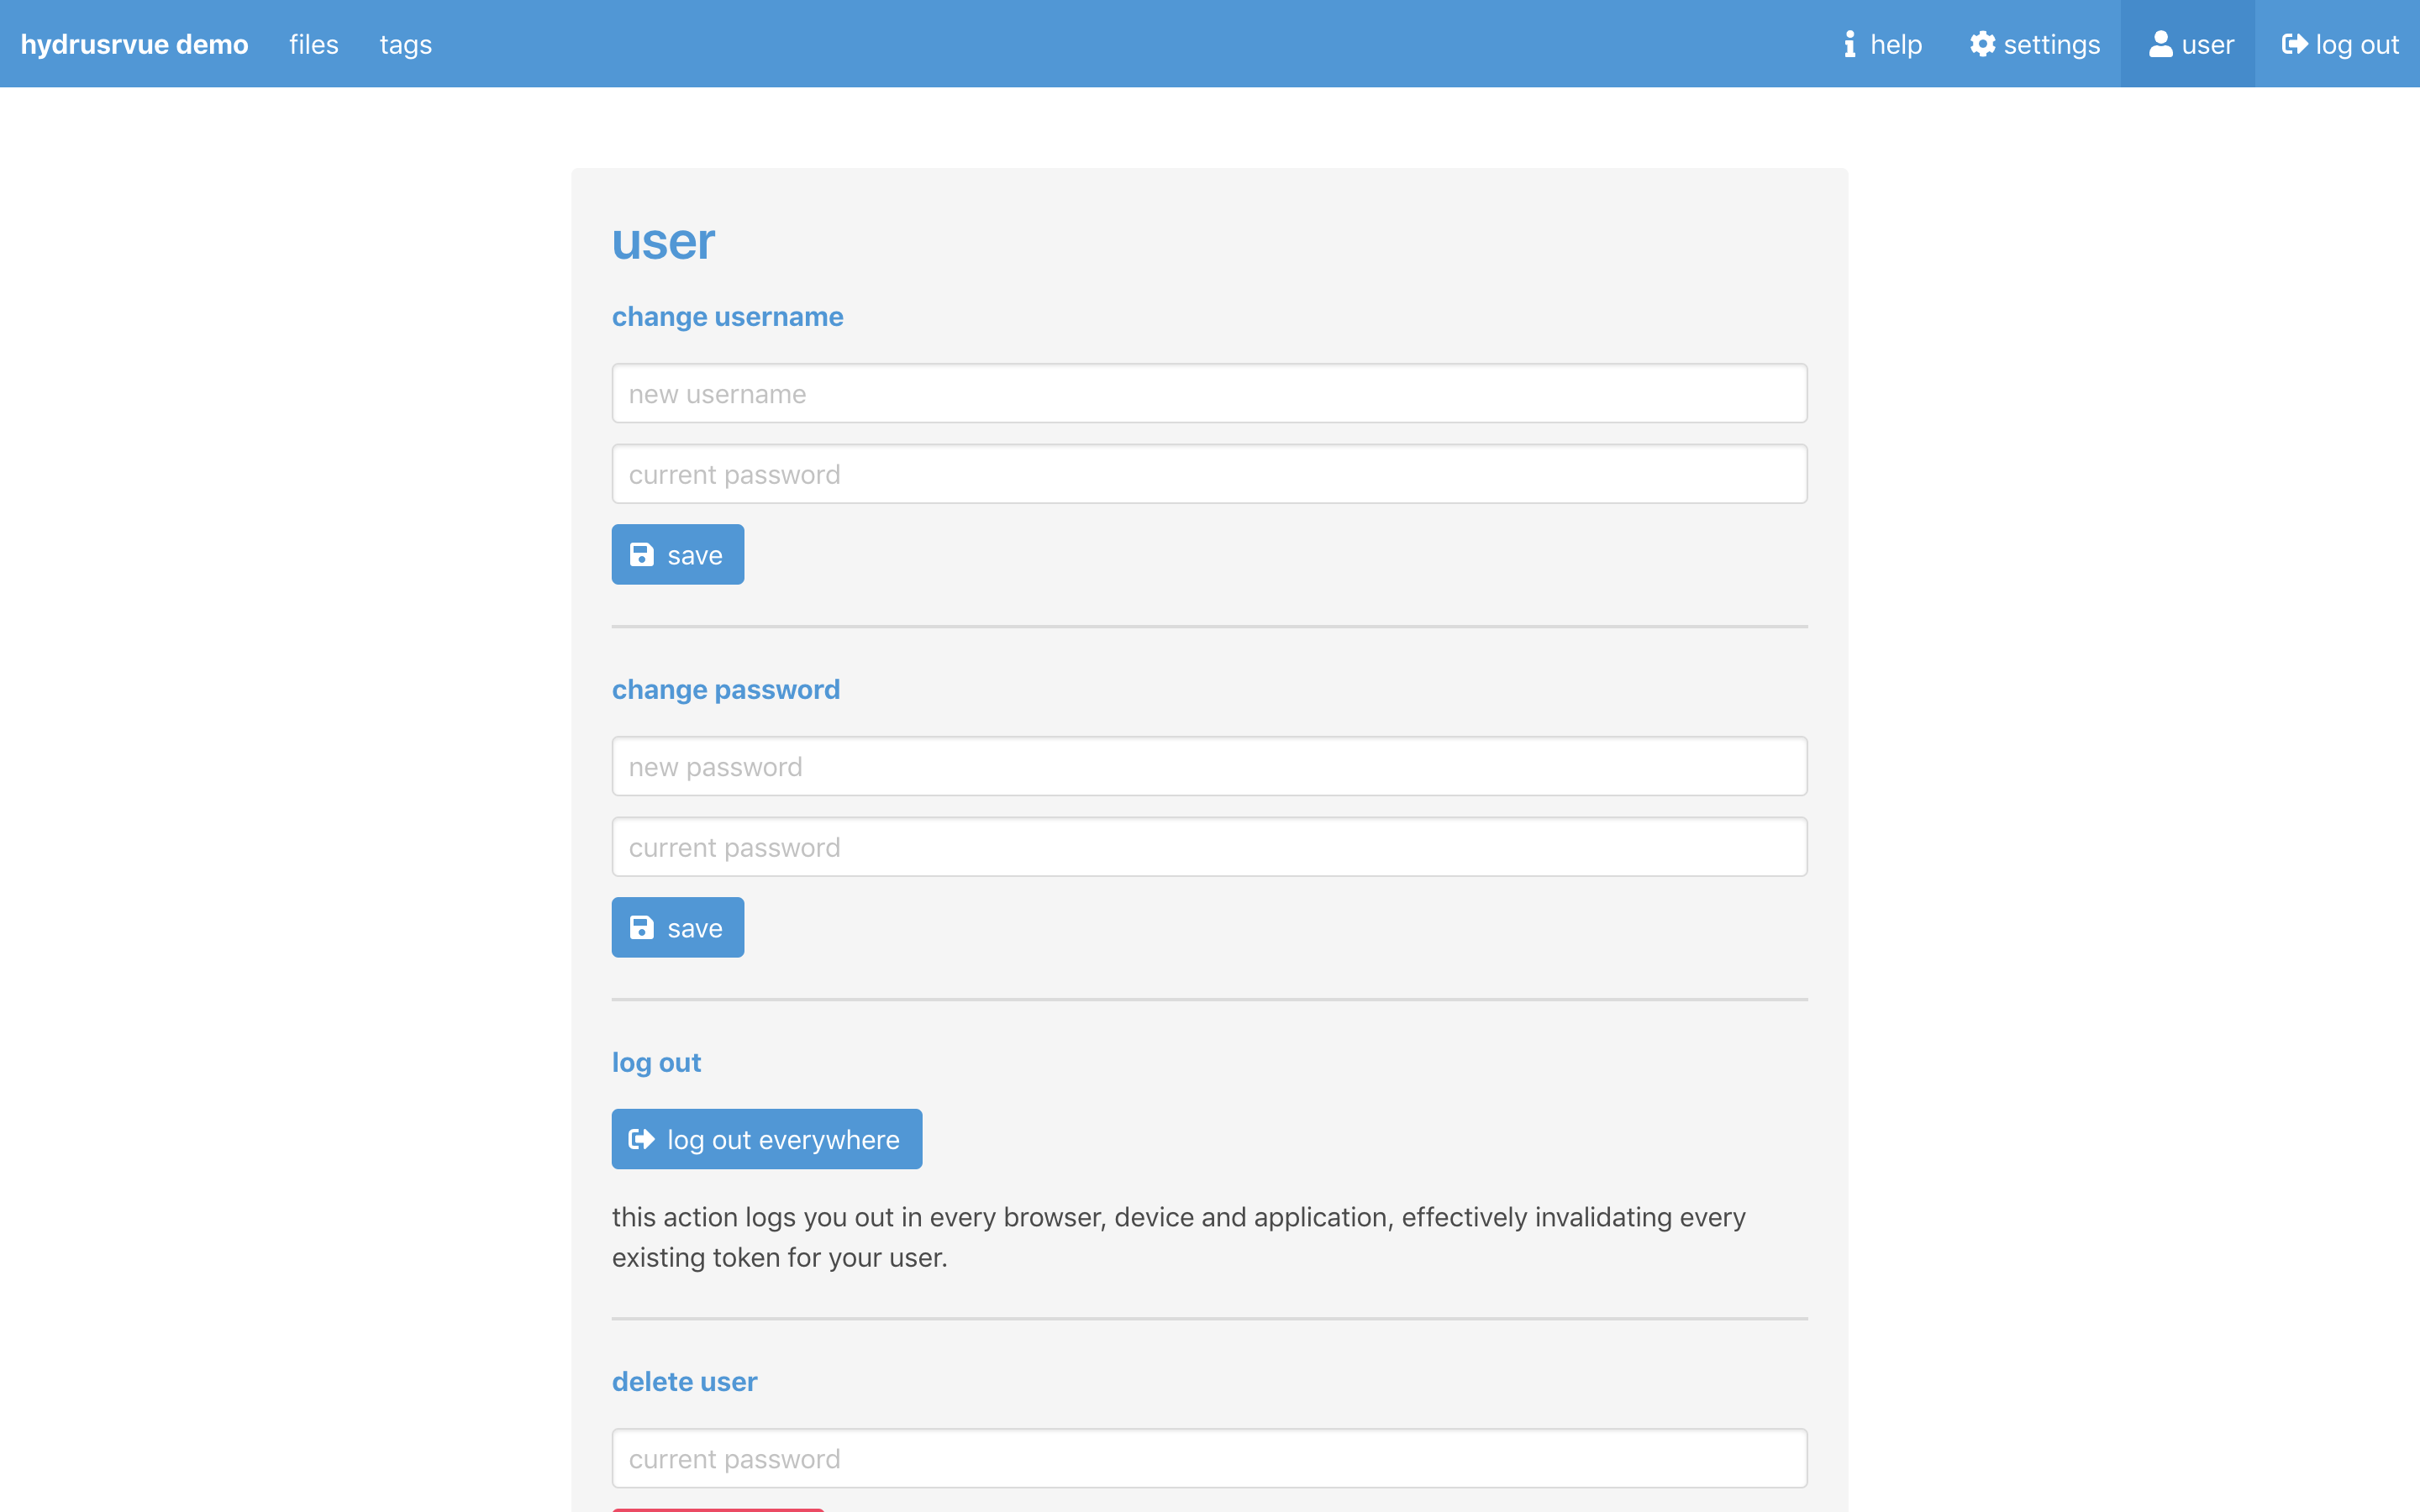 hydrusrvue demo files tags help settings user log out
user
change username
new username
current password
save
change password
new password
current password
save
log out
log out everywhere
this action logs you out in every browser, device and application, effectively invalidating every
existing token for your user.
delete user
current password